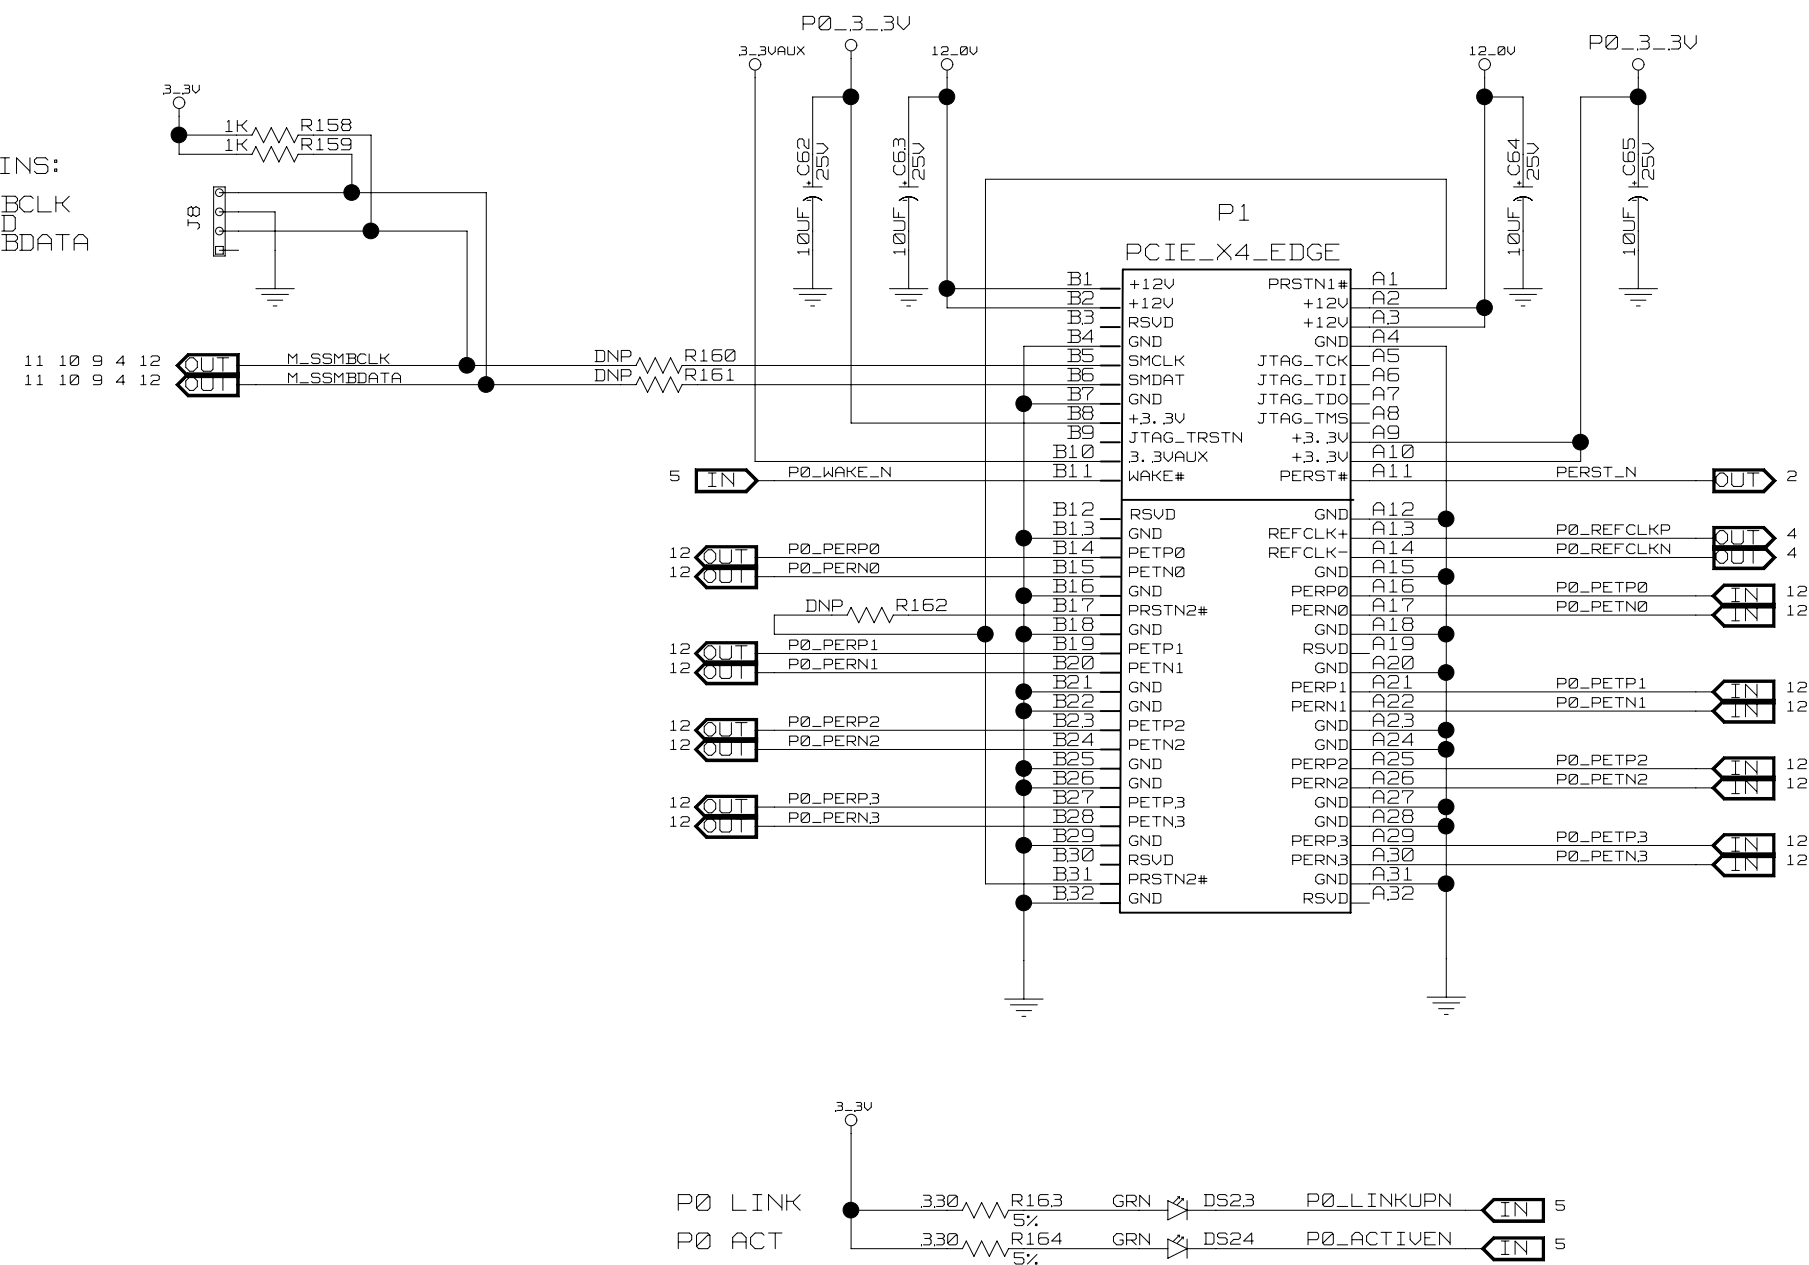 P0_3_3V
3_3VAUX
12_0V
12_0V
P0_3_3V
3_3V
1K R158
1K R159
INS:
BCLK
D
BDATA
J8
C62 25V 10UF
C63 25V 10UF
C64 25V 10UF
C65 25V 10UF
P1
PCIE_X4_EDGE
B1 +12V PRSTN1# A1
B2 +12V +12V A2
B3 RSVD +12V A3
B4 GND GND A4
11 10 9 4 12 OUT M_SSMBCLK DNP R160 B5 SMCLK JTAG_TCK A5
11 10 9 4 12 OUT M_SSMBDATA DNP R161 B6 SMDAT JTAG_TDI A6
B7 GND JTAG_TDO A7
B8 +3.3V JTAG_TMS A8
B9 JTAG_TRSTN +3.3V A9
B10 3.3VAUX +3.3V A10
5 IN P0_WAKE_N B11 WAKE# PERST# A11 PERST_N OUT 2
B12 RSVD GND A12
B13 GND REFCLK+ A13 P0_REFCLKP OUT 4
12 OUT P0_PERP0 B14 PETP0 REFCLK- A14 P0_REFCLKN OUT 4
12 OUT P0_PERN0 B15 PETN0 GND A15
B16 GND PERP0 A16 P0_PETP0 IN 12
DNP R162 B17 PRSTN2# PERN0 A17 P0_PETN0 IN 12
B18 GND GND A18
12 OUT P0_PERP1 B19 PETP1 RSVD A19
12 OUT P0_PERN1 B20 PETN1 GND A20
B21 GND PERP1 A21 P0_PETP1 IN 12
B22 GND PERN1 A22 P0_PETN1 IN 12
12 OUT P0_PERP2 B23 PETP2 GND A23
12 OUT P0_PERN2 B24 PETN2 GND A24
B25 GND PERP2 A25 P0_PETP2 IN 12
B26 GND PERN2 A26 P0_PETN2 IN 12
12 OUT P0_PERP3 B27 PETP3 GND A27
12 OUT P0_PERN3 B28 PETN3 GND A28
B29 GND PERP3 A29 P0_PETP3 IN 12
B30 RSVD PERN3 A30 P0_PETN3 IN 12
B31 PRSTN2# GND A31
B32 GND RSVD A32
3_3V
P0 LINK 330 R163 5% GRN DS23 P0_LINKUPN IN 5
P0 ACT 330 R164 5% GRN DS24 P0_ACTIVEN IN 5